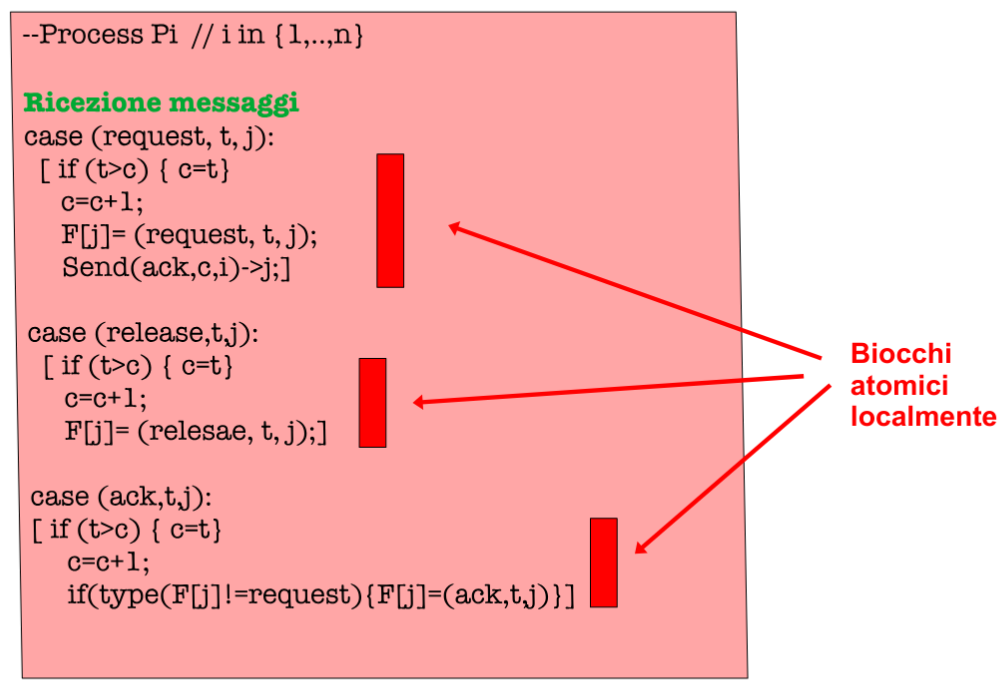 --Process Pi // i in {1,..,n}
Ricezione messaggi
case (request, t, j):
[ if (t>c) { c=t}
c=c+1;
F[j]= (request, t, j);
Send(ack,c,i)->j;]
case (release,t,j):
[ if (t>c) { c=t}
c=c+1;
F[j]= (relesae, t, j);]
case (ack,t,j):
[ if (t>c) { c=t}
c=c+1;
if(type(F[j]!=request){F[j]=(ack,t,j)}]
Biocchi
atomici
localmente